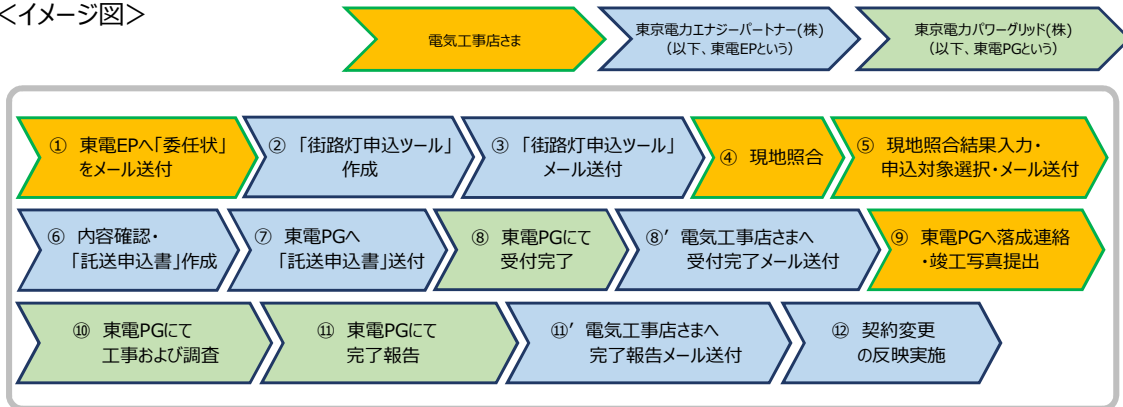 <イメージ図>
電気工事店さま
東京電力エナジーパートナー(株)
(以下、東電EPという)
東京電力パワーグリッド(株)
(以下、東電PGという)
① 東電EPへ「委任状」
をメール送付
② 「街路灯申込ツール」
作成
③ 「街路灯申込ツール」
メール送付
④ 現地照合
⑤ 現地照合結果入力・
申込対象選択・メール送付
⑥ 内容確認・
「託送申込書」作成
⑦ 東電PGへ
「託送申込書」送付
⑧ 東電PGにて
受付完了
⑧’ 電気工事店さまへ
受付完了メール送付
⑨ 東電PGへ落成連絡
・竣工写真提出
⑩ 東電PGにて
工事および調査
⑪ 東電PGにて
完了報告
⑪’ 電気工事店さまへ
完了報告メール送付
⑫ 契約変更
の反映実施